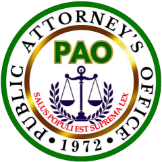 PUBLIC ATTORNEY'S OFFICE
PAO
SALUS POPULI EST SUPREMA LEX
• 1972 •